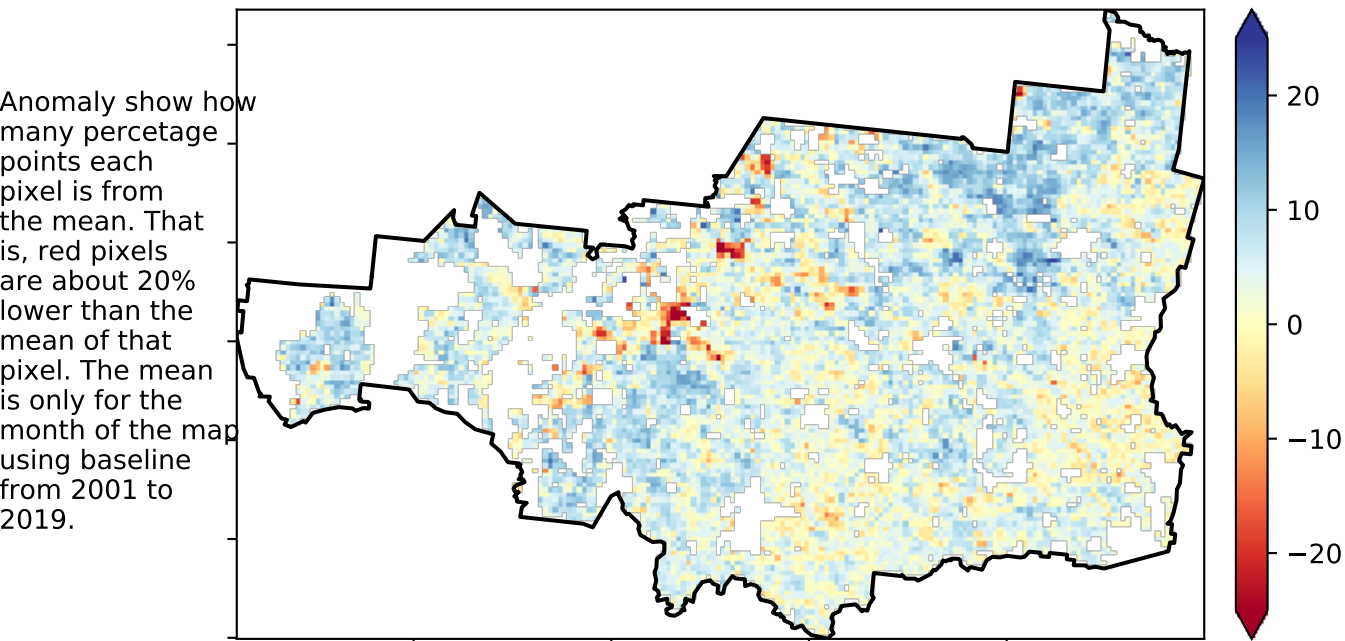 Anomaly show how
many percetage
points each
pixel is from
the mean. That
is, red pixels
are about 20%
lower than the
mean of that
pixel. The mean
is only for the
month of the map
using baseline
from 2001 to
2019.
20
10
0
−10
−20